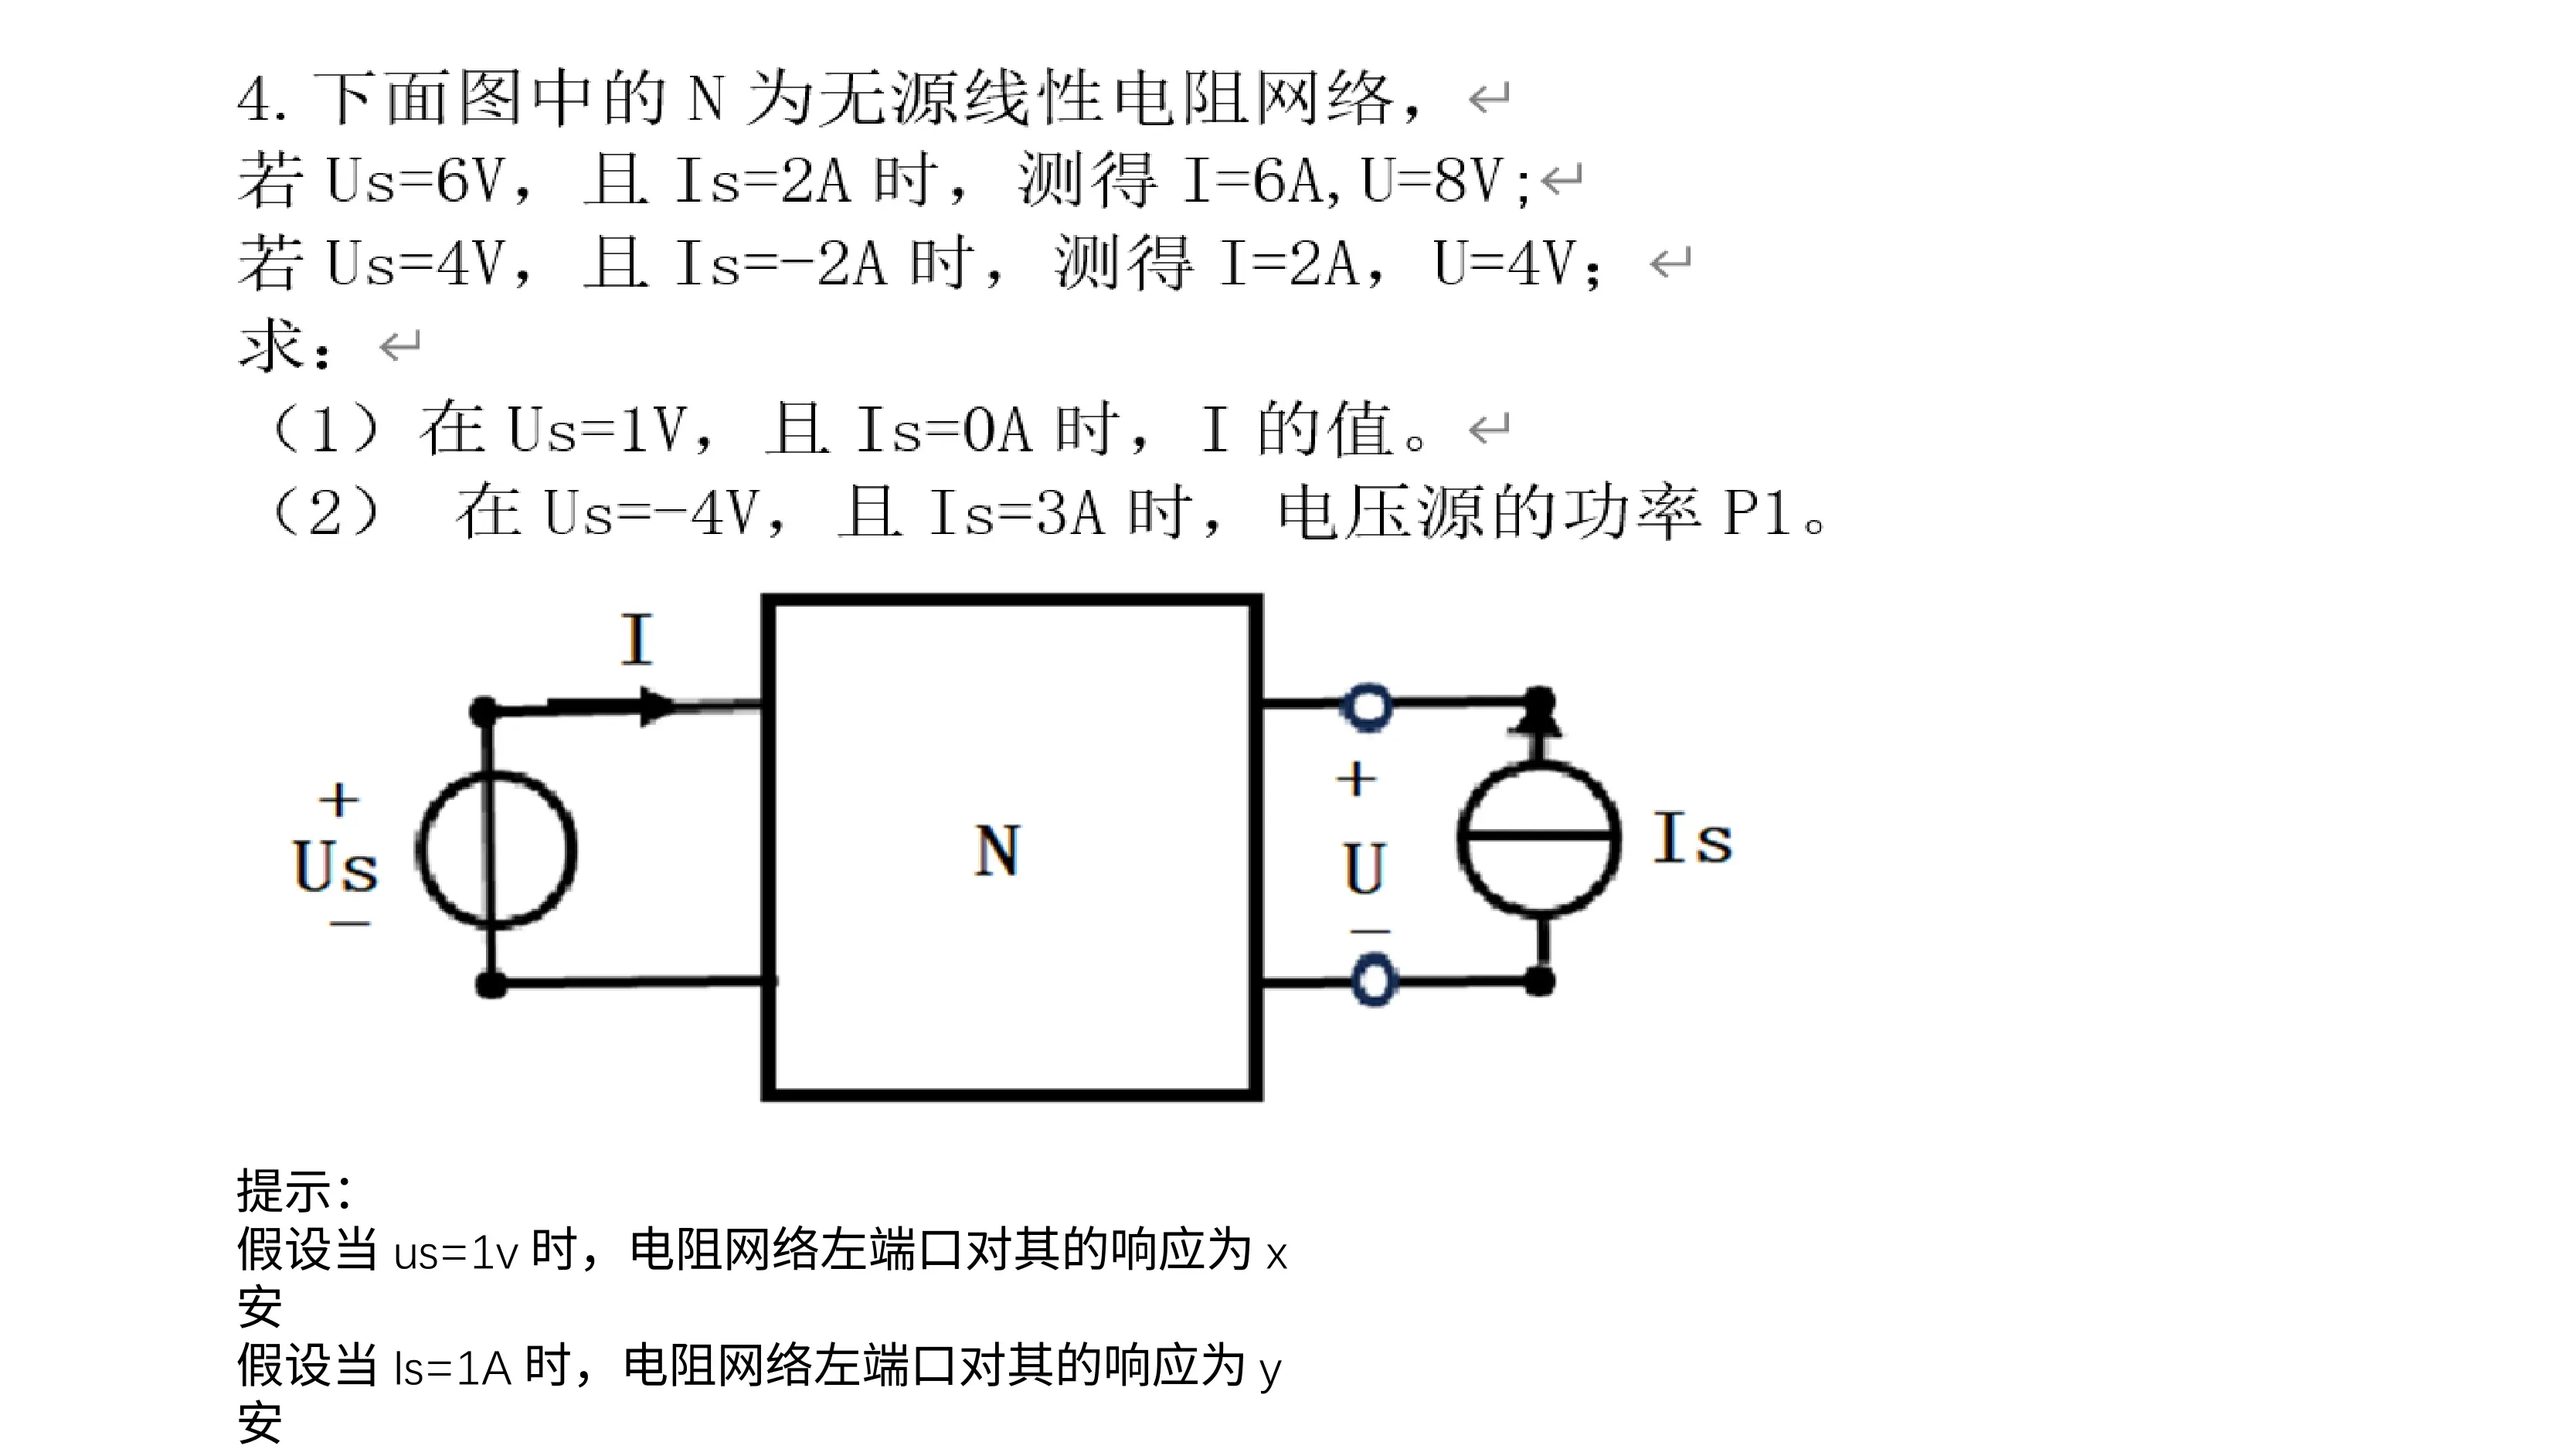 4. 下面图中的 N 为无源线性电阻网络，↵
若 Us=6V，且 Is=2A 时，测得 I=6A,U=8V;↵
若 Us=4V，且 Is=-2A 时，测得 I=2A，U=4V；↵
求：↵
（1）在 Us=1V，且 Is=0A 时，I 的值。↵
（2） 在 Us=-4V，且 Is=3A 时，电压源的功率 P1。
I
+
Us
-
N
+
U
-
Is
提示：
假设当 us=1v 时，电阻网络左端口对其的响应为 x
安
假设当 Is=1A 时，电阻网络左端口对其的响应为 y
安